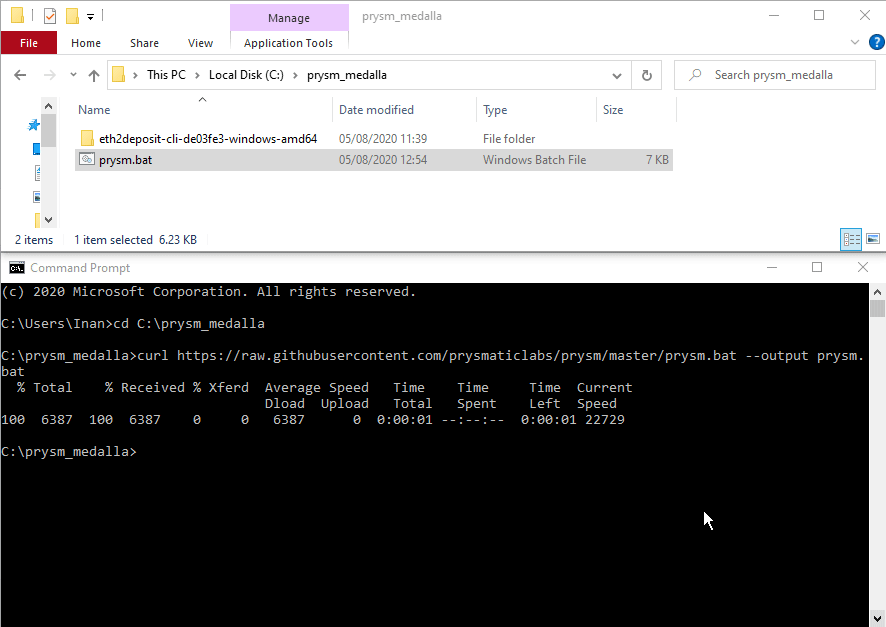 Manage
prysm_medalla
File Home Share View Application Tools
This PC Local Disk (C:) prysm_medalla
Search prysm_medalla
Name Date modified Type Size
eth2deposit-cli-de03fe3-windows-amd64 05/08/2020 11:39 File folder
prysm.bat 05/08/2020 12:54 Windows Batch File 7 KB
2 items 1 item selected 6.23 KB
C:\. Command Prompt
(c) 2020 Microsoft Corporation. All rights reserved.
C:\Users\Inan>cd C:\prysm_medalla
C:\prysm_medalla>curl https://raw.githubusercontent.com/prysmaticlabs/prysm/master/prysm.bat --output prysm.
bat
% Total % Received % Xferd Average Speed Time Time Time Current
Dload Upload Total Spent Left Speed
100 6387 100 6387 0 0 6387 0 0:00:01 --:--:-- 0:00:01 22729
C:\prysm_medalla>